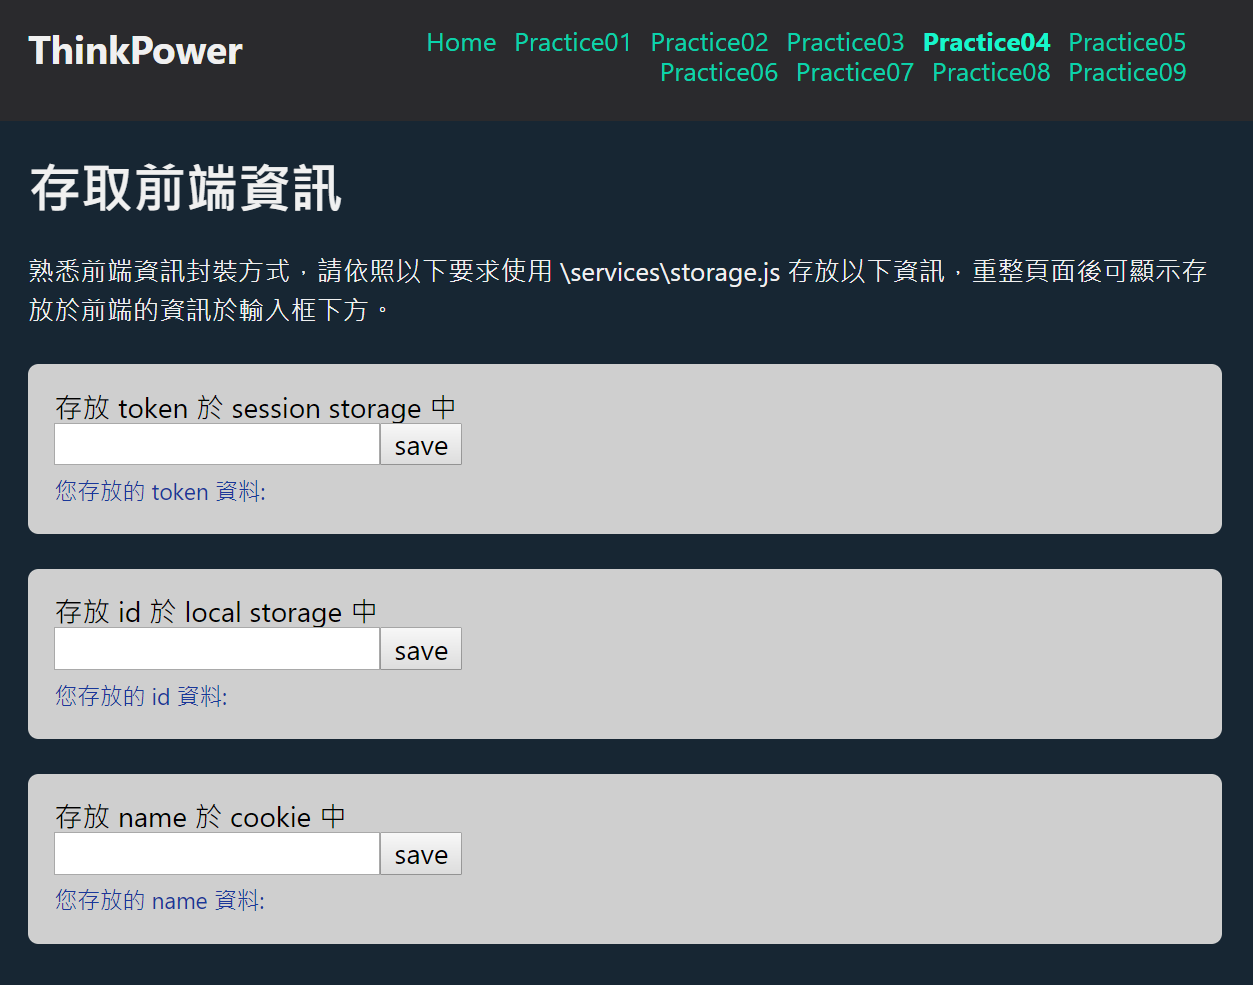 ThinkPower
Home Practice01 Practice02 Practice03 Practice04 Practice05
Practice06 Practice07 Practice08 Practice09
存取前端資訊
熟悉前端資訊封裝方式，請依照以下要求使用 \services\storage.js 存放以下資訊，重整頁面後可顯示存
放於前端的資訊於輸入框下方。
存放 token 於 session storage 中
save
您存放的 token 資料:
存放 id 於 local storage 中
save
您存放的 id 資料:
存放 name 於 cookie 中
save
您存放的 name 資料: